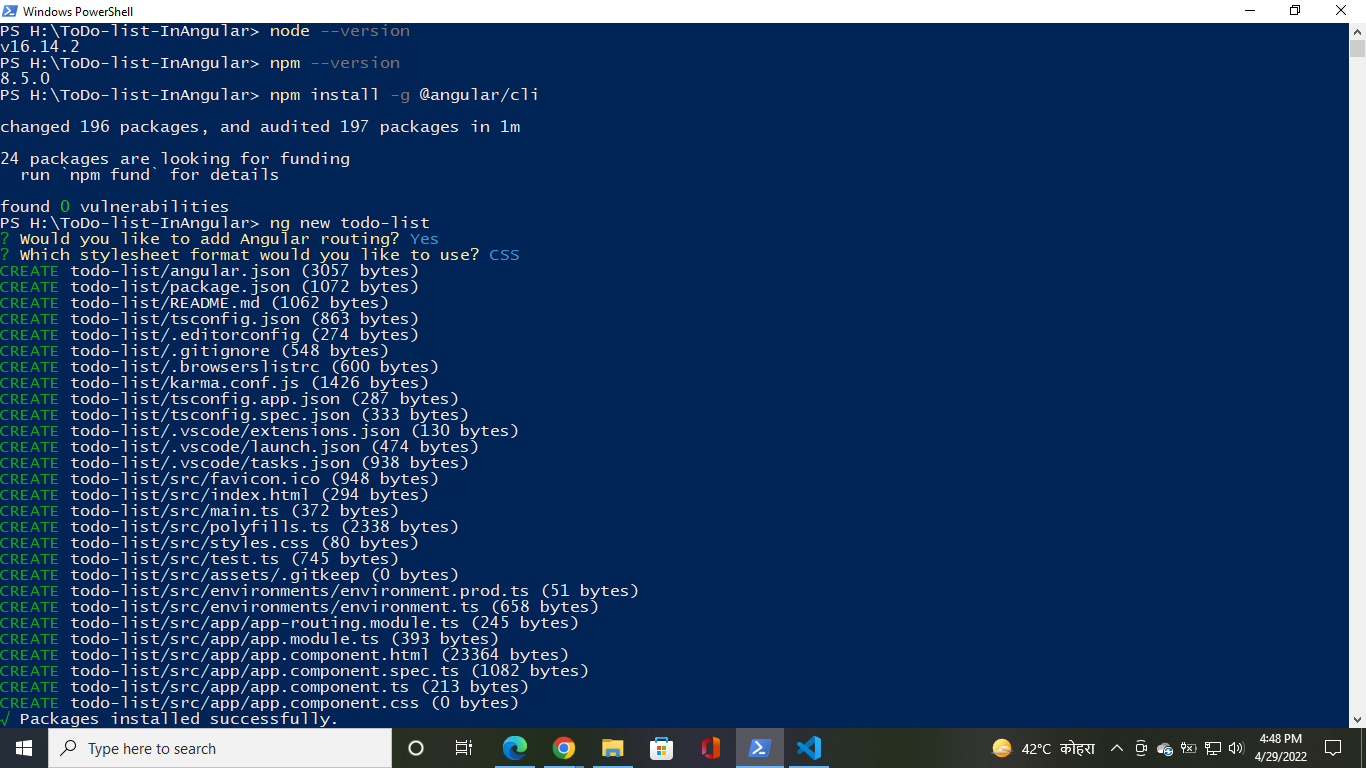 Windows PowerShell
PS H:\ToDo-list-InAngular> node --version
v16.14.2
PS H:\ToDo-list-InAngular> npm --version
8.5.0
PS H:\ToDo-list-InAngular> npm install -g @angular/cli
changed 196 packages, and audited 197 packages in 1m
24 packages are looking for funding
  run `npm fund` for details
found 0 vulnerabilities
PS H:\ToDo-list-InAngular> ng new todo-list
? Would you like to add Angular routing? Yes
? Which stylesheet format would you like to use? CSS
CREATE todo-list/angular.json (3057 bytes)
CREATE todo-list/package.json (1072 bytes)
CREATE todo-list/README.md (1062 bytes)
CREATE todo-list/tsconfig.json (863 bytes)
CREATE todo-list/.editorconfig (274 bytes)
CREATE todo-list/.gitignore (548 bytes)
CREATE todo-list/.browserslistrc (600 bytes)
CREATE todo-list/karma.conf.js (1426 bytes)
CREATE todo-list/tsconfig.app.json (287 bytes)
CREATE todo-list/tsconfig.spec.json (333 bytes)
CREATE todo-list/.vscode/extensions.json (130 bytes)
CREATE todo-list/.vscode/launch.json (474 bytes)
CREATE todo-list/.vscode/tasks.json (938 bytes)
CREATE todo-list/src/favicon.ico (948 bytes)
CREATE todo-list/src/index.html (294 bytes)
CREATE todo-list/src/main.ts (372 bytes)
CREATE todo-list/src/polyfills.ts (2338 bytes)
CREATE todo-list/src/styles.css (80 bytes)
CREATE todo-list/src/test.ts (745 bytes)
CREATE todo-list/src/assets/.gitkeep (0 bytes)
CREATE todo-list/src/environments/environment.prod.ts (51 bytes)
CREATE todo-list/src/environments/environment.ts (658 bytes)
CREATE todo-list/src/app/app-routing.module.ts (245 bytes)
CREATE todo-list/src/app/app.module.ts (393 bytes)
CREATE todo-list/src/app/app.component.html (23364 bytes)
CREATE todo-list/src/app/app.component.spec.ts (1082 bytes)
CREATE todo-list/src/app/app.component.ts (213 bytes)
CREATE todo-list/src/app/app.component.css (0 bytes)
√ Packages installed successfully.
Type here to search
42°C कोहरा
4:48 PM
4/29/2022